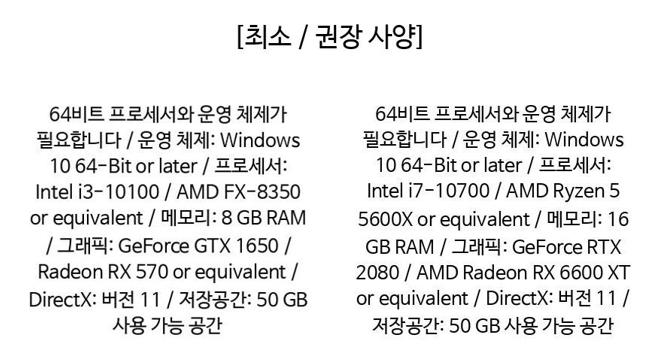 [최소 / 권장 사양]
64비트 프로세서와 운영 체제가
필요합니다 / 운영 체제: Windows
10 64-Bit or later / 프로세서:
Intel i3-10100 / AMD FX-8350
or equivalent / 메모리: 8 GB RAM
/ 그래픽: GeForce GTX 1650 /
Radeon RX 570 or equivalent /
DirectX: 버전 11 / 저장공간: 50 GB
사용 가능 공간
64비트 프로세서와 운영 체제가
필요합니다 / 운영 체제: Windows
10 64-Bit or later / 프로세서:
Intel i7-10700 / AMD Ryzen 5
5600X or equivalent / 메모리: 16
GB RAM / 그래픽: GeForce RTX
2080 / AMD Radeon RX 6600 XT
or equivalent / DirectX: 버전 11 /
저장공간: 50 GB 사용 가능 공간